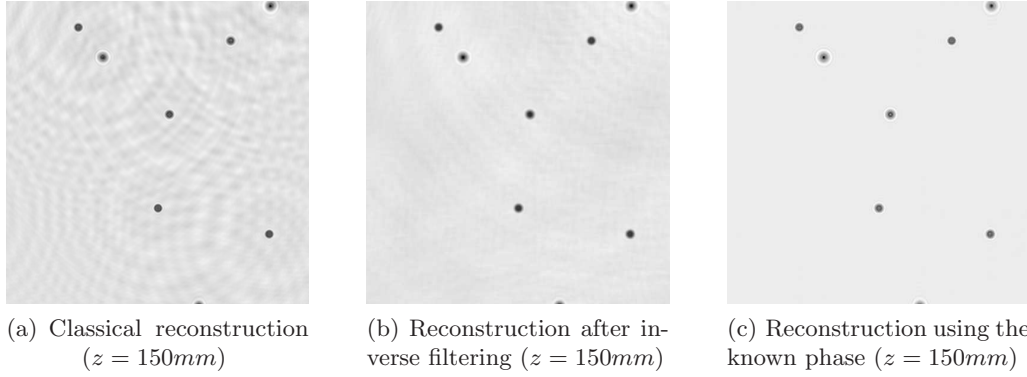 (a) Classical reconstruction
(z = 150mm)
(b) Reconstruction after in-
verse filtering (z = 150mm)
(c) Reconstruction using the
known phase (z = 150mm)